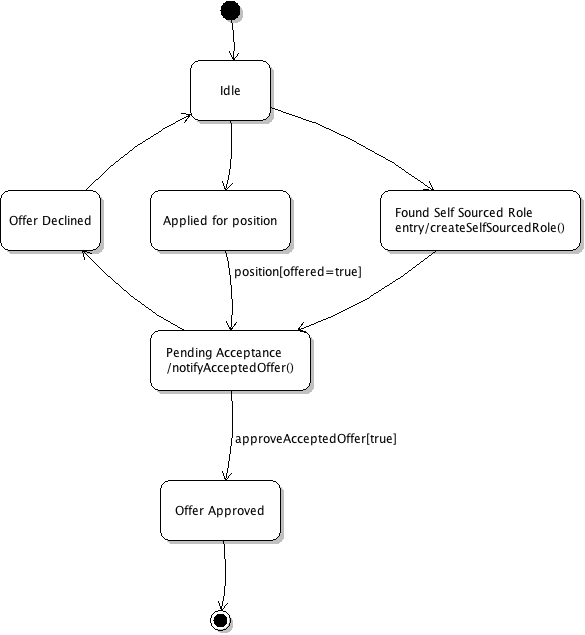 Idle
Offer Declined
Applied for position
Found Self Sourced Role
entry/createSelfSourcedRole()
position[offered=true]
Pending Acceptance
/notifyAcceptedOffer()
approveAcceptedOffer[true]
Offer Approved